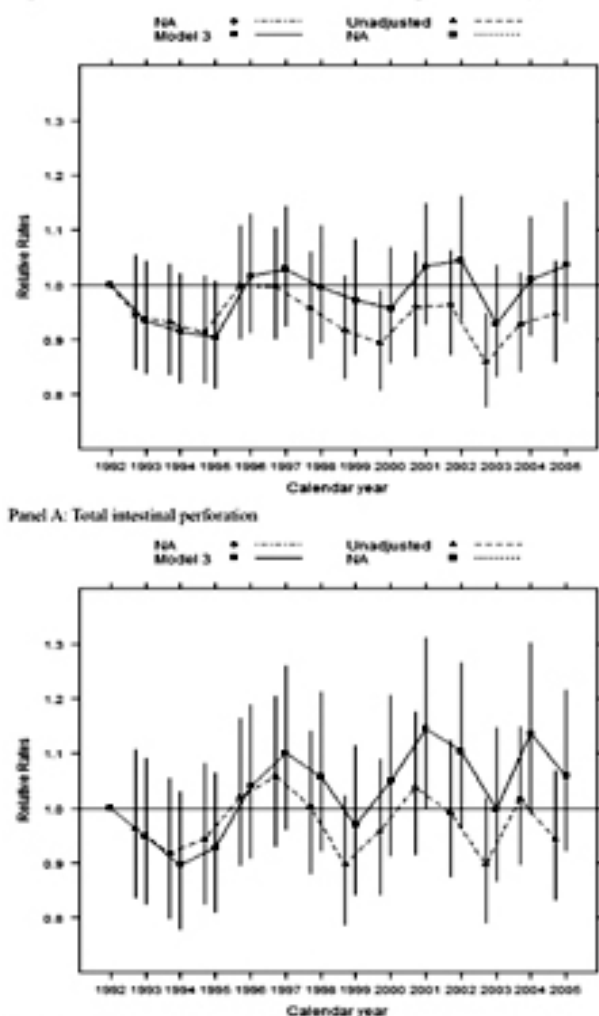 NA Unadjusted
Model 3 NA
1.3
1.2
1.1
1.0
0.9
0.8
Relative Rates
1992 1993 1994 1995 1996 1997 1998 1999 2000 2001 2002 2003 2004 2005
Calendar year
Panel A: Total intestinal perforation
NA Unadjusted
Model 3 NA
1.3
1.2
1.1
1.0
0.9
0.8
Relative Rates
1992 1993 1994 1995 1996 1997 1998 1999 2000 2001 2002 2003 2004 2005
Calendar year